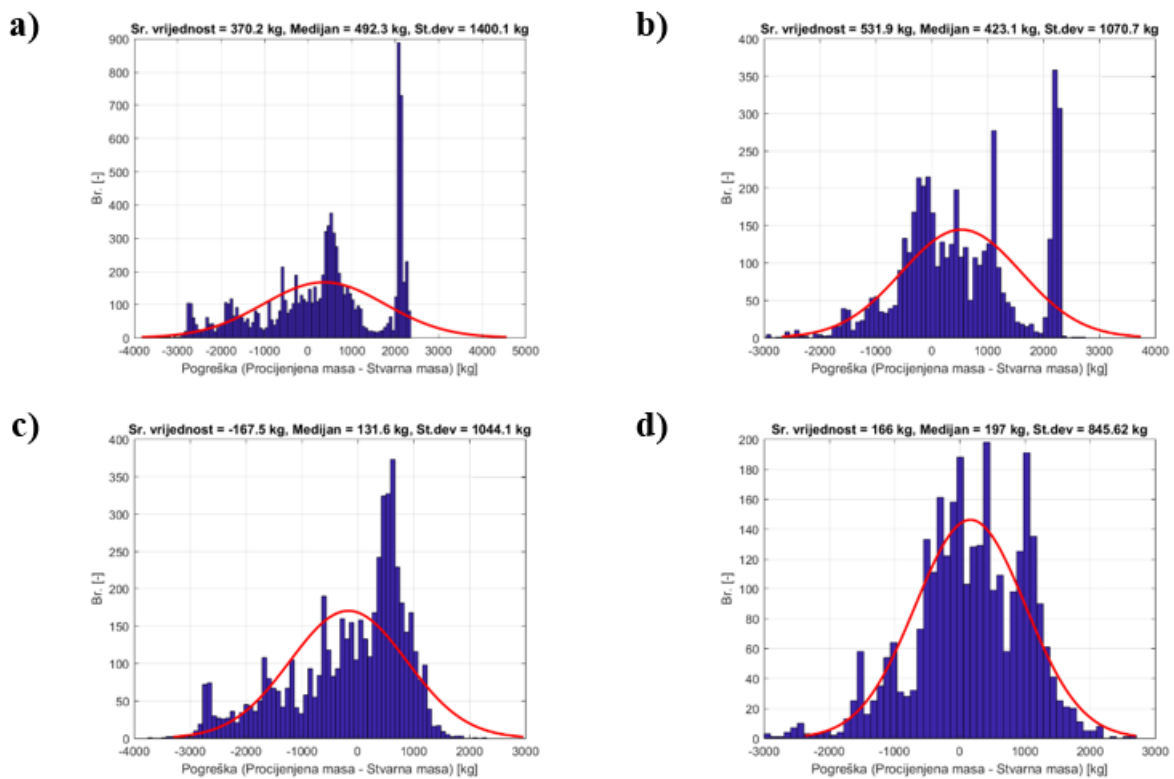 a)
Sr. vrijednost = 370.2 kg, Medijan = 492.3 kg, St.dev = 1400.1 kg
900
800
700
600
500
400
300
200
100
0
Br. [-]
-4000 -3000 -2000 -1000 0 1000 2000 3000 4000 5000
Pogreška (Procijenjena masa - Stvarna masa) [kg]
b)
Sr. vrijednost = 531.9 kg, Medijan = 423.1 kg, St.dev = 1070.7 kg
400
350
300
250
200
150
100
50
0
Br. [-]
-3000 -2000 -1000 0 1000 2000 3000 4000
Pogreška (Procijenjena masa - Stvarna masa) [kg]
c)
Sr. vrijednost = -167.5 kg, Medijan = 131.6 kg, St.dev = 1044.1 kg
400
350
300
250
200
150
100
50
0
Br. [-]
-4000 -3000 -2000 -1000 0 1000 2000 3000
Pogreška (Procijenjena masa - Stvarna masa) [kg]
d)
Sr. vrijednost = 166 kg, Medijan = 197 kg, St.dev = 845.62 kg
200
180
160
140
120
100
80
60
40
20
0
Br. [-]
-3000 -2000 -1000 0 1000 2000 3000
Pogreška (Procijenjena masa - Stvarna masa) [kg]